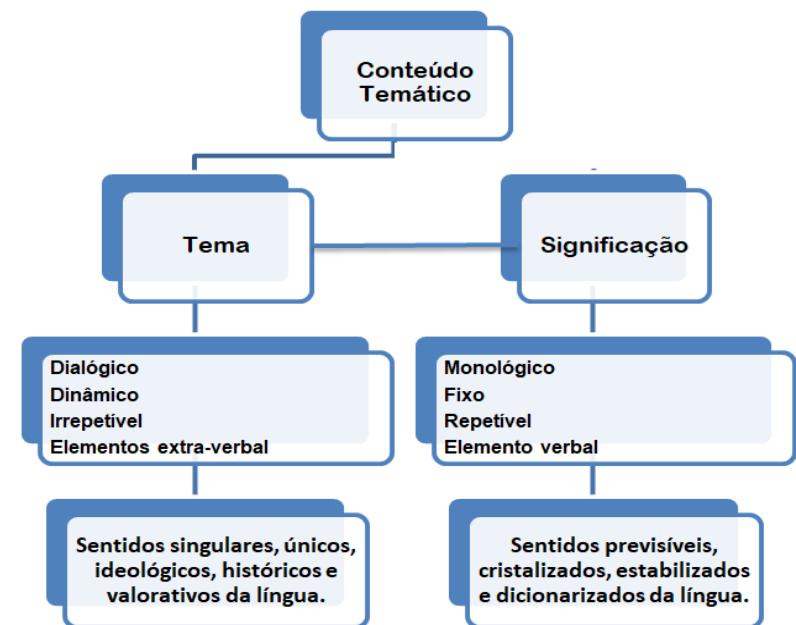 Conteúdo
Temático
Tema
Significação
Dialógico
Dinâmico
Irrepetível
Elementos extra-verbal
Monológico
Fixo
Repetível
Elemento verbal
Sentidos singulares, únicos,
ideológicos, históricos e
valorativos da língua.
Sentidos previsíveis,
cristalizados, estabilizados
e dicionarizados da língua.